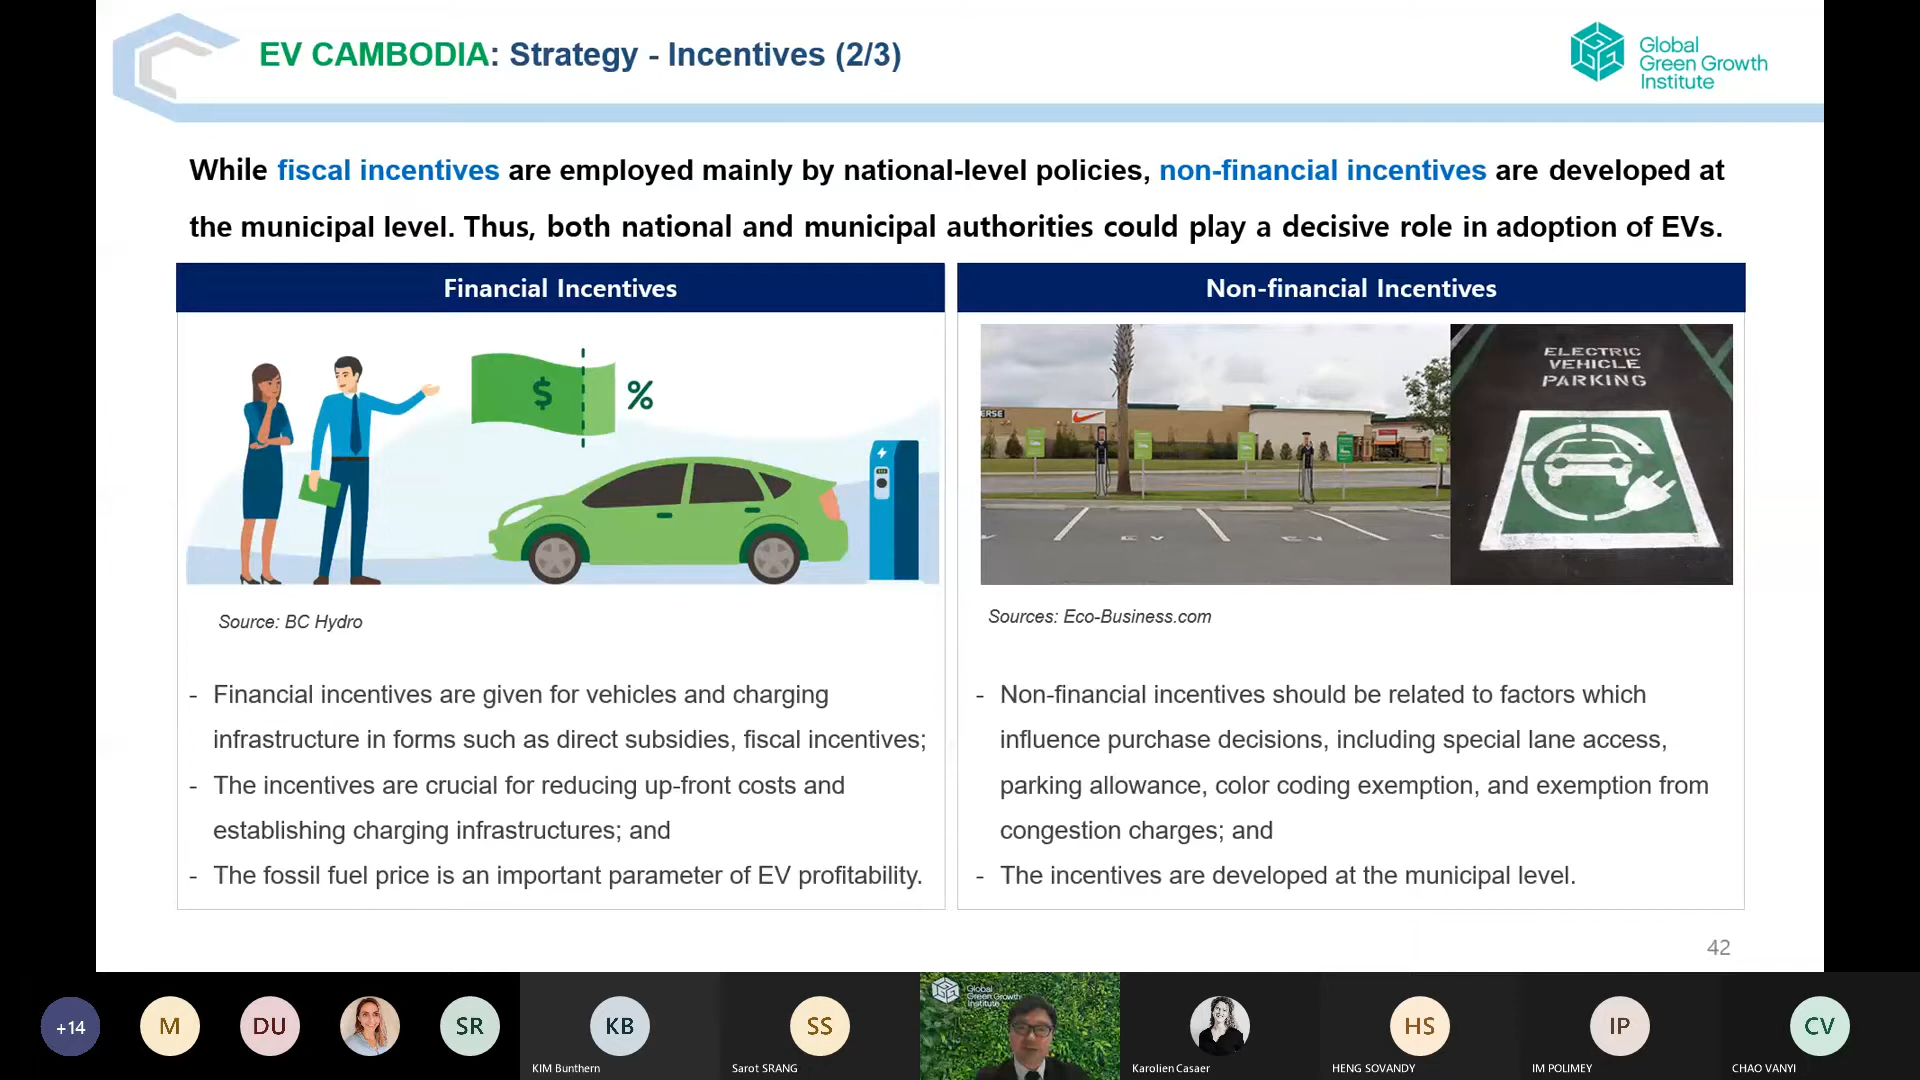 EV CAMBODIA: Strategy - Incentives (2/3)
Global
Green Growth
Institute
While fiscal incentives are employed mainly by national-level policies, non-financial incentives are developed at
the municipal level. Thus, both national and municipal authorities could play a decisive role in adoption of EVs.
Financial Incentives
$
%
Source: BC Hydro
- Financial incentives are given for vehicles and charging
infrastructure in forms such as direct subsidies, fiscal incentives;
- The incentives are crucial for reducing up-front costs and
establishing charging infrastructures; and
- The fossil fuel price is an important parameter of EV profitability.
Non-financial Incentives
ERSE
EV
EV
ELECTRIC
VEHICLE
PARKING
Sources: Eco-Business.com
- Non-financial incentives should be related to factors which
influence purchase decisions, including special lane access,
parking allowance, color coding exemption, and exemption from
congestion charges; and
- The incentives are developed at the municipal level.
42
+14
M
DU
SR
KB
KIM Bunthern
SS
Sarot SRANG
Global
Green Growth
Institute
Karolien Casaer
HS
HENG SOVANDY
IP
IM POLIMEY
CV
CHAO VANYI